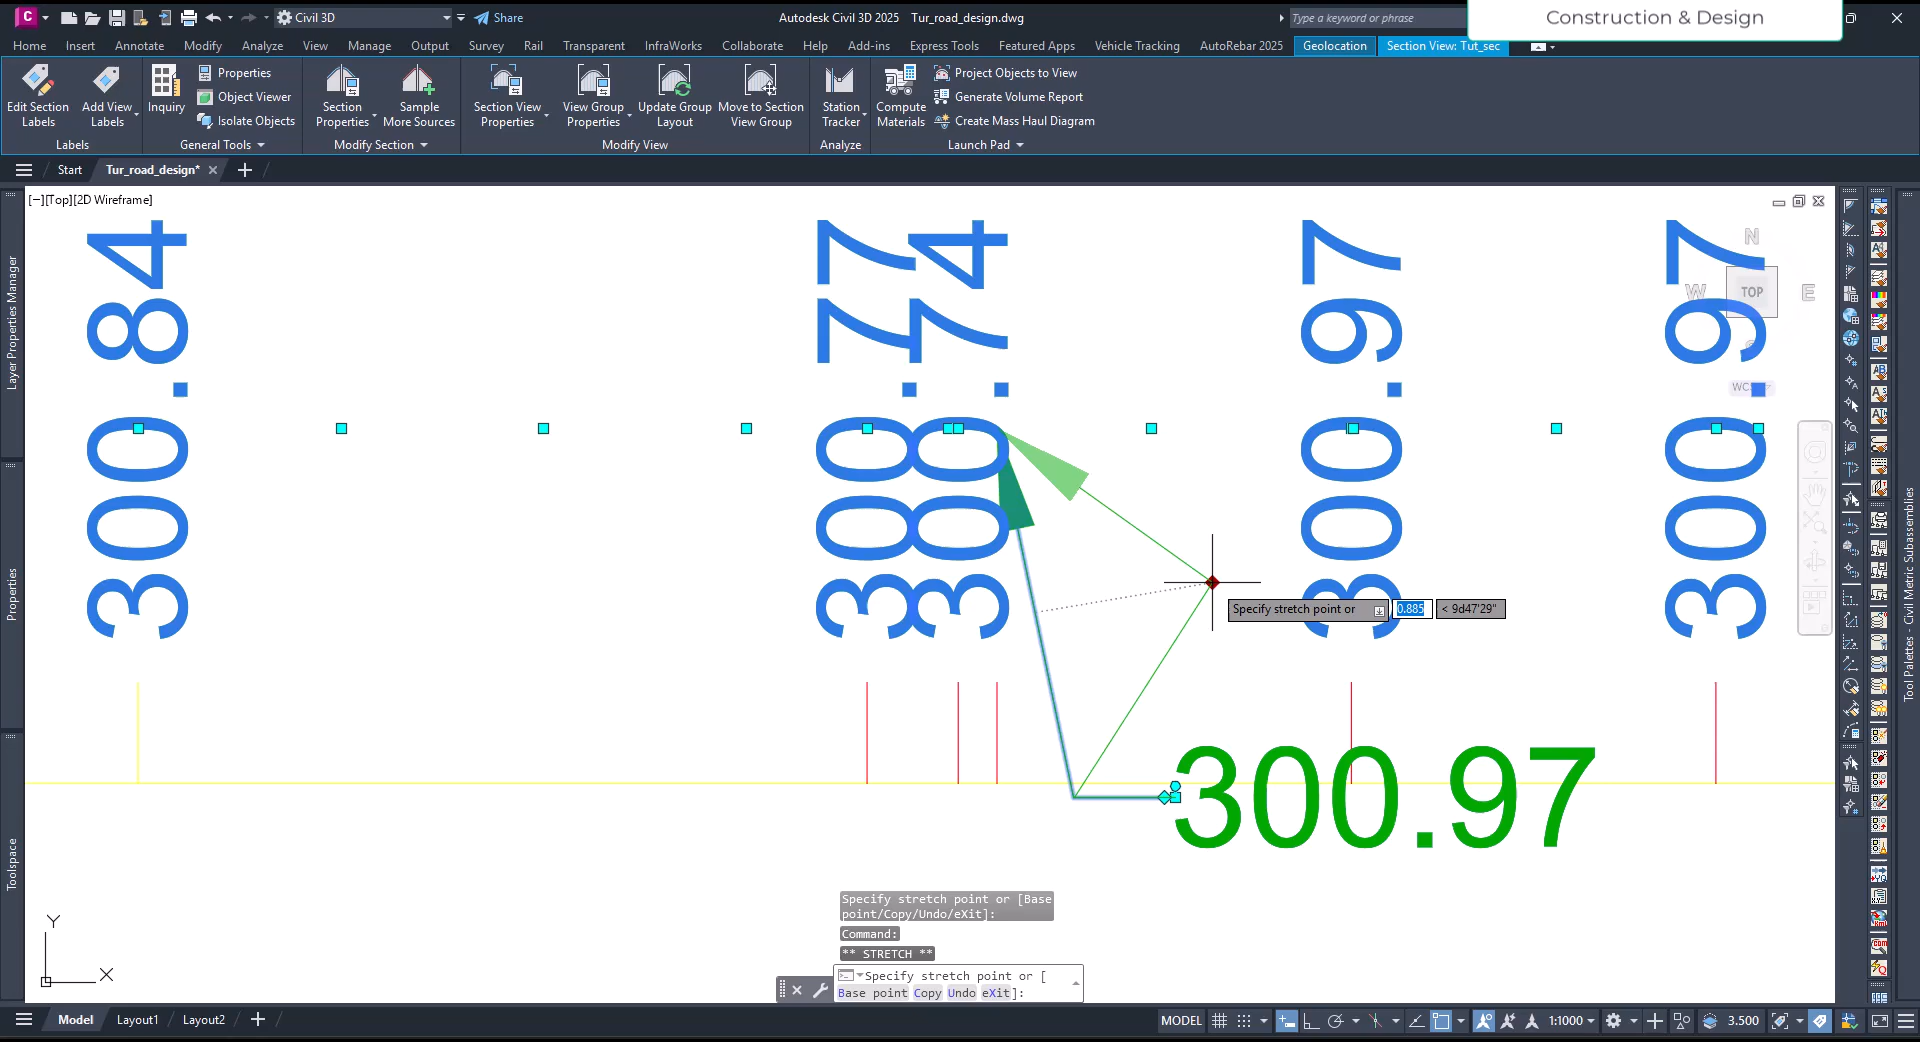 Civil 3D
Share
Autodesk Civil 3D 2025 Tur_road_design.dwg
Type a keyword or phrase
Construction & Design
Home Insert Annotate Modify Analyze View Manage Output Survey Rail Transparent InfraWorks Collaborate Help Add-ins Express Tools Featured Apps Vehicle Tracking AutoRebar 2025 Geolocation Section View: Tut_sec
Edit Section Labels
Add View Labels
Inquiry
Properties
Object Viewer
Isolate Objects
Section Properties
Sample More Sources
Section View Properties
View Group Properties
Update Group Layout
Move to Section View Group
Station Tracker
Compute Materials
Project Objects to View
Generate Volume Report
Create Mass Haul Diagram
Labels General Tools Modify Section Modify View Analyze Launch Pad
Start Tur_road_design*
[−][Top][2D Wireframe]
Layer Properties Manager
Properties
Toolspace
300.84
300.77
300.74
300.97
300.97
N
W TOP E
Specify stretch point or 0.885 < 9d47'29"
300.97
Tool Palettes - Civil Metric Subassemblies
Y
X
Specify stretch point or [Base
point/Copy/Undo/eXit]:
Command:
** STRETCH **
Specify stretch point or [
Base point Copy Undo eXit]:
Model Layout1 Layout2
MODEL 1:1000 3.500